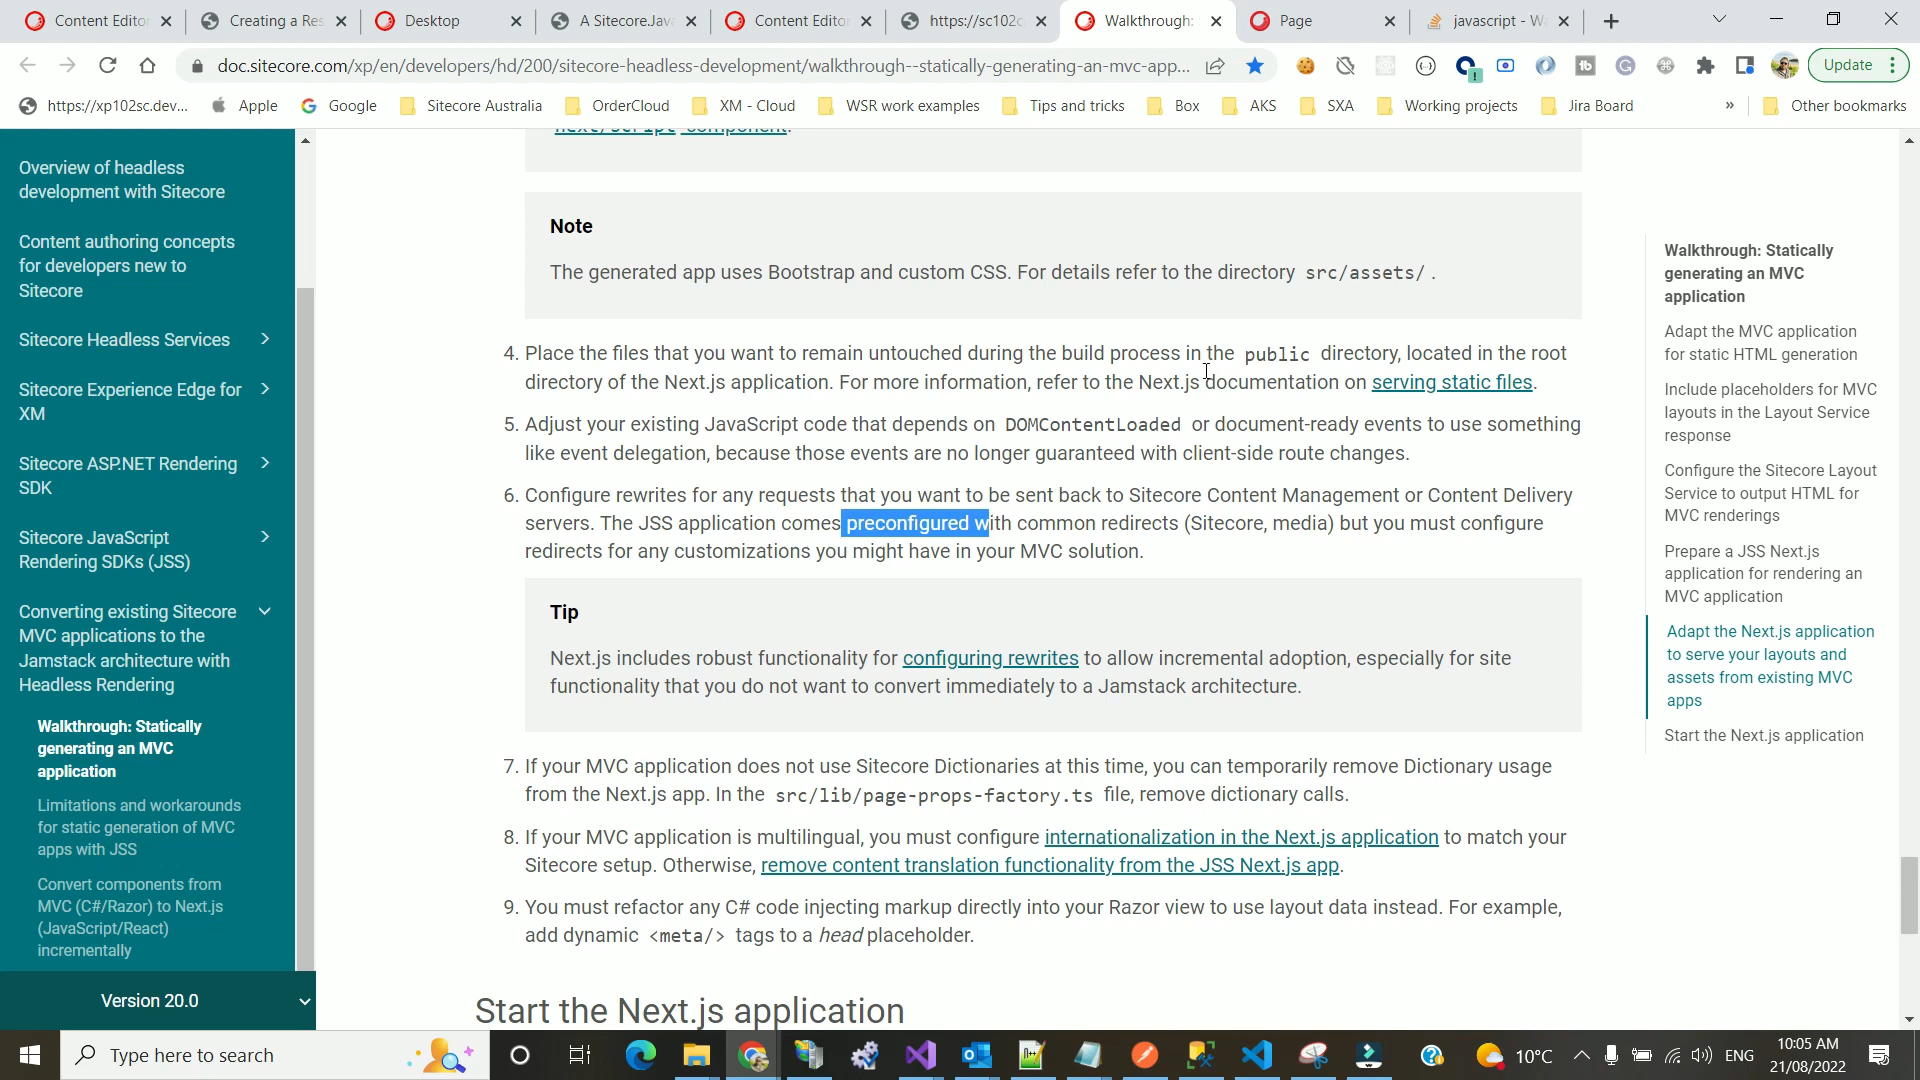 Content Editor
Creating a Res
Desktop
A Sitecore.Java
Content Editor
https://sc102c
Walkthrough:
Page
javascript - W
doc.sitecore.com/xp/en/developers/hd/200/sitecore-headless-development/walkthrough--statically-generating-an-mvc-app...
Update
https://xp102sc.dev...
Apple
Google
Sitecore Australia
OrderCloud
XM - Cloud
WSR work examples
Tips and tricks
Box
AKS
SXA
Working projects
Jira Board
»
Other bookmarks
Overview of headless
development with Sitecore
Content authoring concepts
for developers new to
Sitecore
Sitecore Headless Services
Sitecore Experience Edge for
XM
Sitecore ASP.NET Rendering
SDK
Sitecore JavaScript
Rendering SDKs (JSS)
Converting existing Sitecore
MVC applications to the
Jamstack architecture with
Headless Rendering
Walkthrough: Statically
generating an MVC
application
Limitations and workarounds
for static generation of MVC
apps with JSS
Convert components from
MVC (C#/Razor) to Next.js
(JavaScript/React)
incrementally
Version 20.0
next/script component.
Note
The generated app uses Bootstrap and custom CSS. For details refer to the directory src/assets/ .
4. Place the files that you want to remain untouched during the build process in the public directory, located in the root
directory of the Next.js application. For more information, refer to the Next.js documentation on serving static files.
5. Adjust your existing JavaScript code that depends on DOMContentLoaded or document-ready events to use something
like event delegation, because those events are no longer guaranteed with client-side route changes.
6. Configure rewrites for any requests that you want to be sent back to Sitecore Content Management or Content Delivery
servers. The JSS application comes preconfigured with common redirects (Sitecore, media) but you must configure
redirects for any customizations you might have in your MVC solution.
Tip
Next.js includes robust functionality for configuring rewrites to allow incremental adoption, especially for site
functionality that you do not want to convert immediately to a Jamstack architecture.
7. If your MVC application does not use Sitecore Dictionaries at this time, you can temporarily remove Dictionary usage
from the Next.js app. In the src/lib/page-props-factory.ts file, remove dictionary calls.
8. If your MVC application is multilingual, you must configure internationalization in the Next.js application to match your
Sitecore setup. Otherwise, remove content translation functionality from the JSS Next.js app.
9. You must refactor any C# code injecting markup directly into your Razor view to use layout data instead. For example,
add dynamic <meta/> tags to a head placeholder.
Start the Next.js application
Walkthrough: Statically
generating an MVC
application
Adapt the MVC application
for static HTML generation
Include placeholders for MVC
layouts in the Layout Service
response
Configure the Sitecore Layout
Service to output HTML for
MVC renderings
Prepare a JSS Next.js
application for rendering an
MVC application
Adapt the Next.js application
to serve your layouts and
assets from existing MVC
apps
Start the Next.js application
Type here to search
10°C
ENG
10:05 AM
21/08/2022